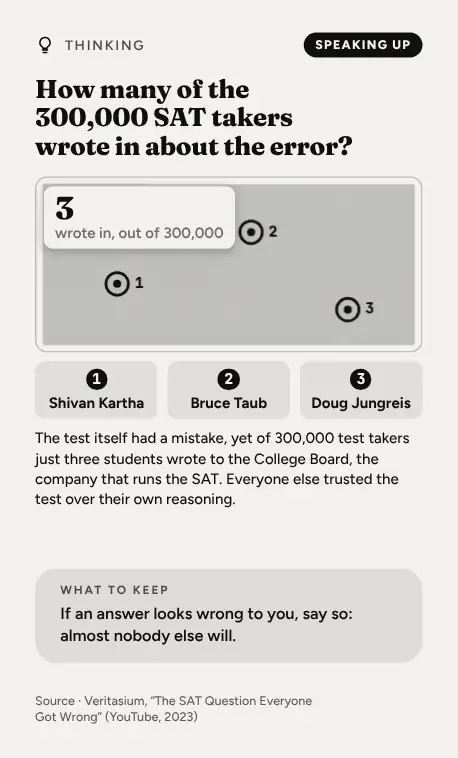 THINKING
SPEAKING UP
How many of the
300,000 SAT takers
wrote in about the error?
3
wrote in, out of 300,000
2
1
3
1
Shivan Kartha
2
Bruce Taub
3
Doug Jungreis
The test itself had a mistake, yet of 300,000 test takers
just three students wrote to the College Board, the
company that runs the SAT. Everyone else trusted the
test over their own reasoning.
WHAT TO KEEP
If an answer looks wrong to you, say so:
almost nobody else will.
Source · Veritasium, “The SAT Question Everyone
Got Wrong” (YouTube, 2023)